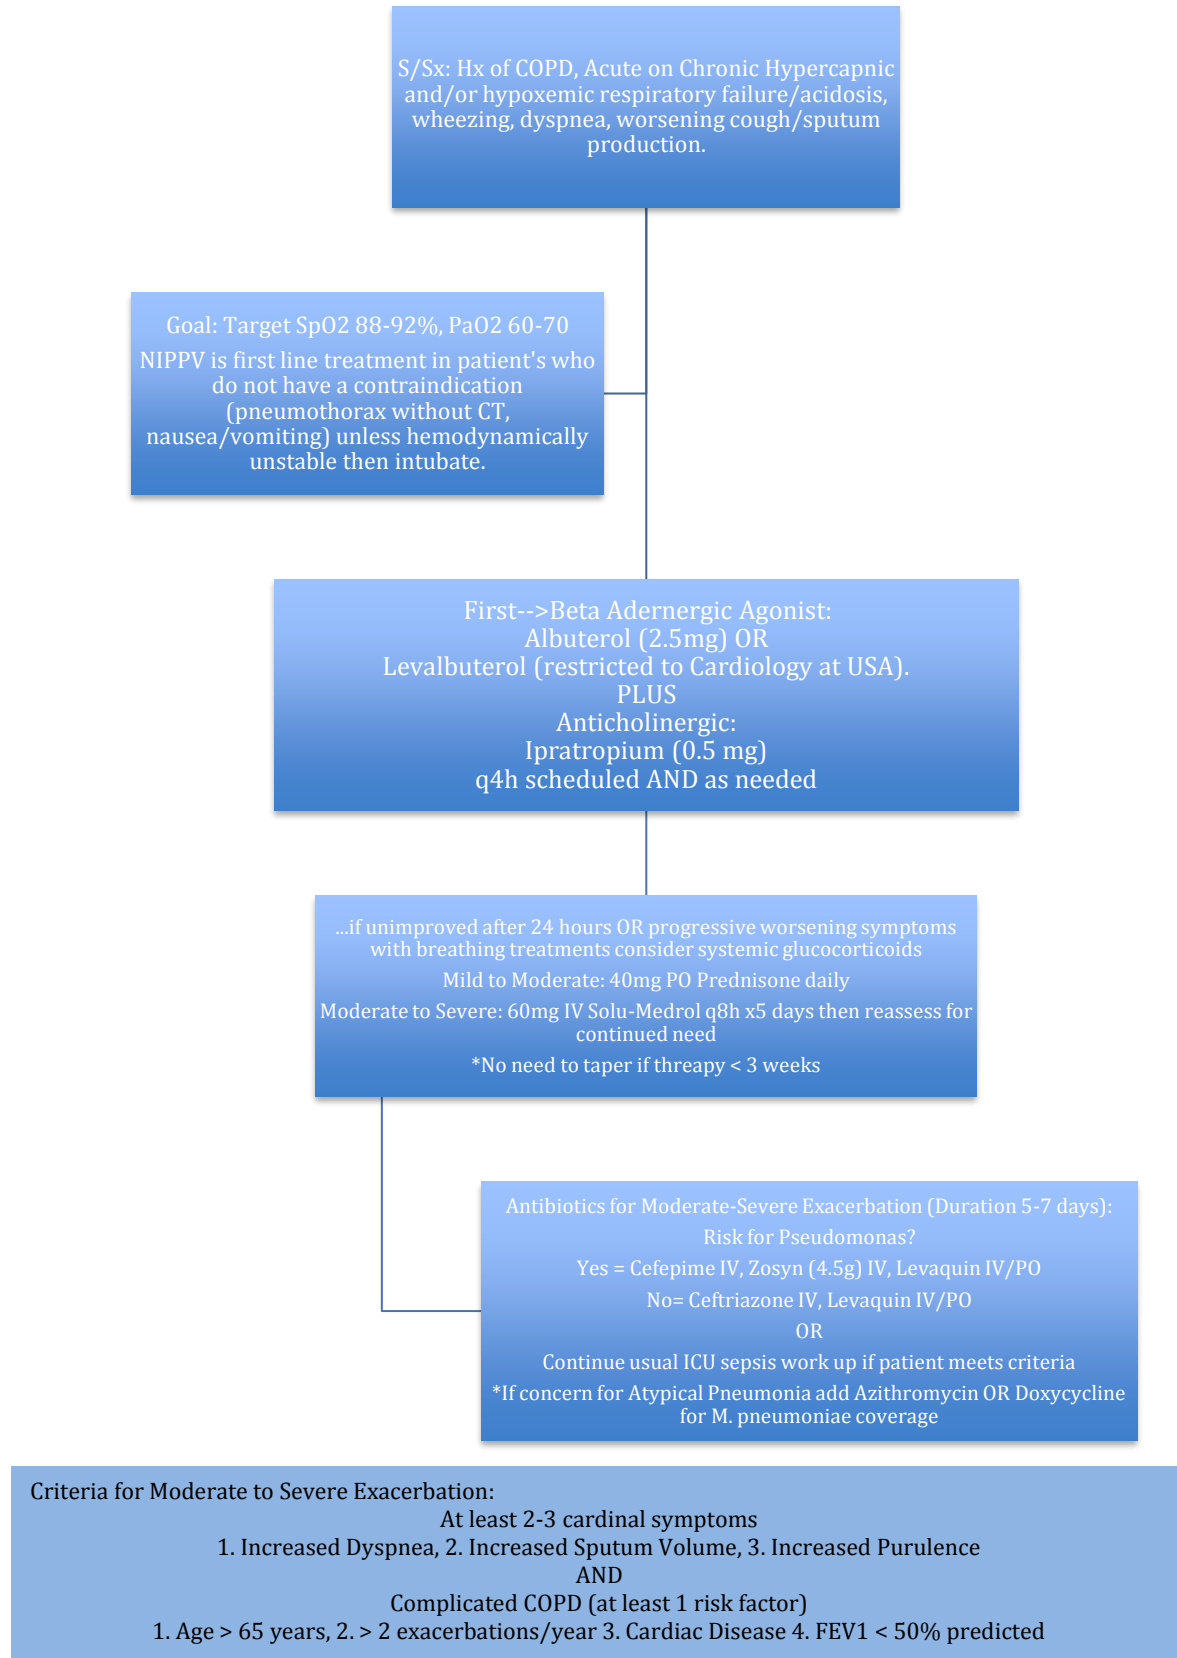 S/Sx: Hx of COPD, Acute on Chronic Hypercapnic
and/or hypoxemic respiratory failure/acidosis,
wheezing, dyspnea, worsening cough/sputum
production.
Goal: Target SpO2 88-92%, PaO2 60-70
NIPPV is first line treatment in patient's who
do not have a contraindication
(pneumothorax without CT,
nausea/vomiting) unless hemodynamically
unstable then intubate.
First-->Beta Adernergic Agonist:
Albuterol (2.5mg) OR
Levalbuterol (restricted to Cardiology at USA).
PLUS
Anticholinergic:
Ipratropium (0.5 mg)
q4h scheduled AND as needed
...if unimproved after 24 hours OR progressive worsening symptoms
with breathing treatments consider systemic glucocorticoids
Mild to Moderate: 40mg PO Prednisone daily
Moderate to Severe: 60mg IV Solu-Medrol q8h x5 days then reassess for
continued need
*No need to taper if threapy < 3 weeks
Antibiotics for Moderate-Severe Exacerbation (Duration 5-7 days):
Risk for Pseudomonas?
Yes = Cefepime IV, Zosyn (4.5g) IV, Levaquin IV/PO
No= Ceftriazone IV, Levaquin IV/PO
OR
Continue usual ICU sepsis work up if patient meets criteria
*If concern for Atypical Pneumonia add Azithromycin OR Doxycycline
for M. pneumoniae coverage
Criteria for Moderate to Severe Exacerbation:
At least 2-3 cardinal symptoms
1. Increased Dyspnea, 2. Increased Sputum Volume, 3. Increased Purulence
AND
Complicated COPD (at least 1 risk factor)
1. Age > 65 years, 2. > 2 exacerbations/year 3. Cardiac Disease 4. FEV1 < 50% predicted